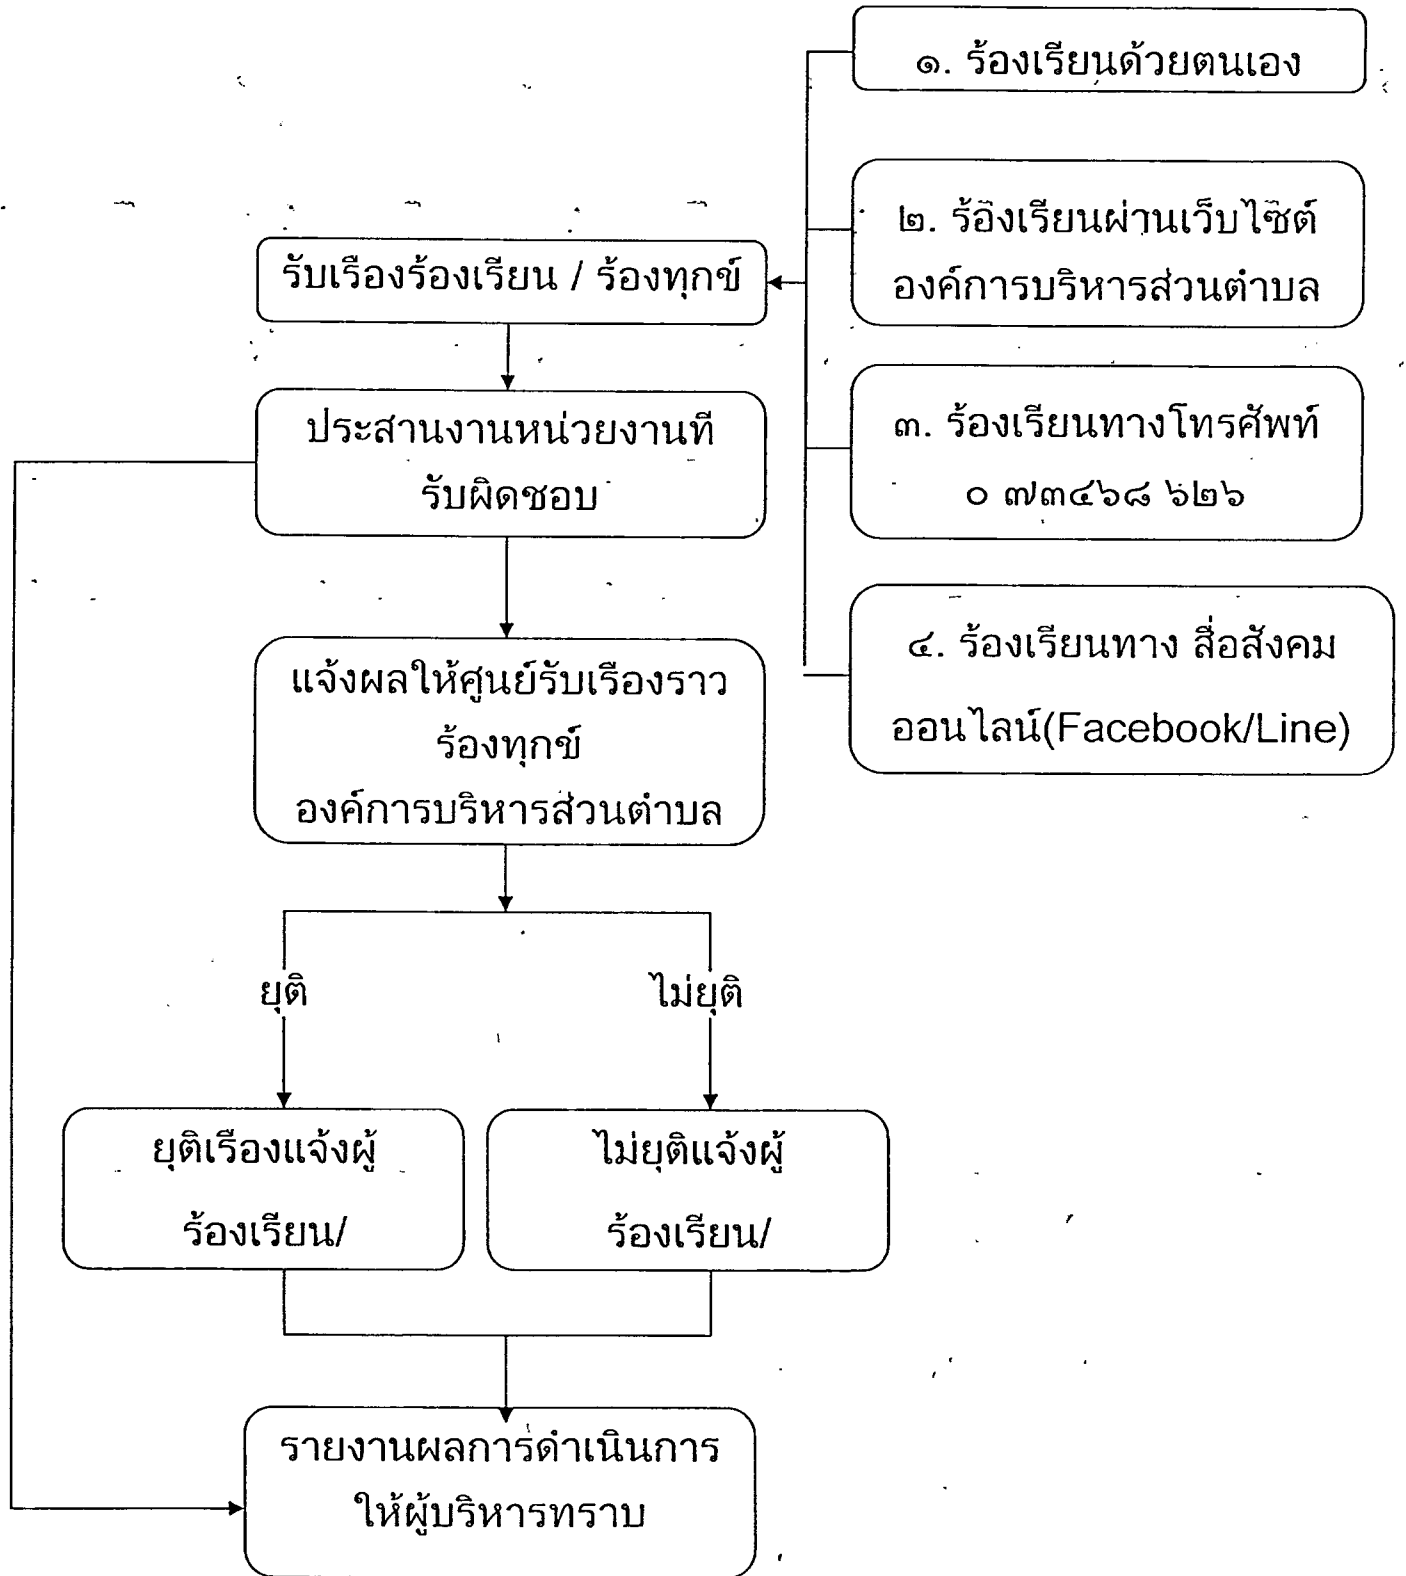 ๑. ร้องเรียนด้วยตนเอง
๒. ร้องเรียนผ่านเว็บไซต์
องค์การบริหารส่วนตำบล
รับเรืองร้องเรียน / ร้องทุกข์
๓. ร้องเรียนทางโทรศัพท์
๐ ๗๓๔๖๘ ๖๒๖
ประสานงานหน่วยงานที
รับผิดชอบ
๔. ร้องเรียนทาง สื่อสังคม
ออนไลน์(Facebook/Line)
แจ้งผลให้ศูนย์รับเรืองราว
ร้องทุกข์
องค์การบริหารส่วนตำบล
ยุติ
ไม่ยุติ
ยุติเรืองแจ้งผู้
ร้องเรียน/
ไม่ยุติแจ้งผู้
ร้องเรียน/
รายงานผลการดำเนินการ
ให้ผู้บริหารทราบ